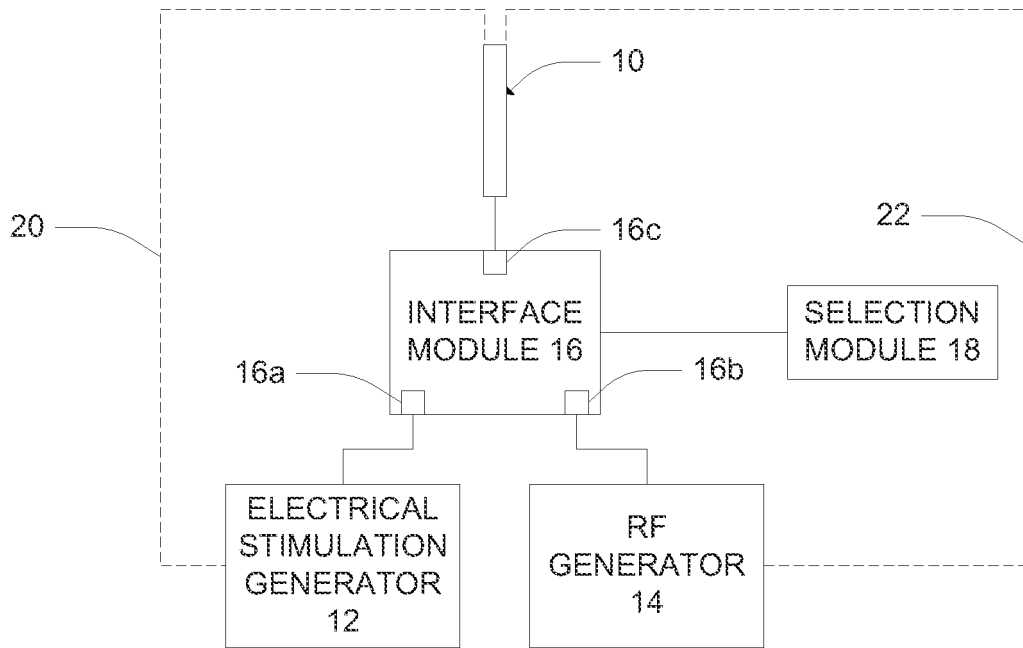 10
20
22
16c
INTERFACE
MODULE 16
SELECTION
MODULE 18
16a
16b
ELECTRICAL
STIMULATION
GENERATOR
12
RF
GENERATOR
14